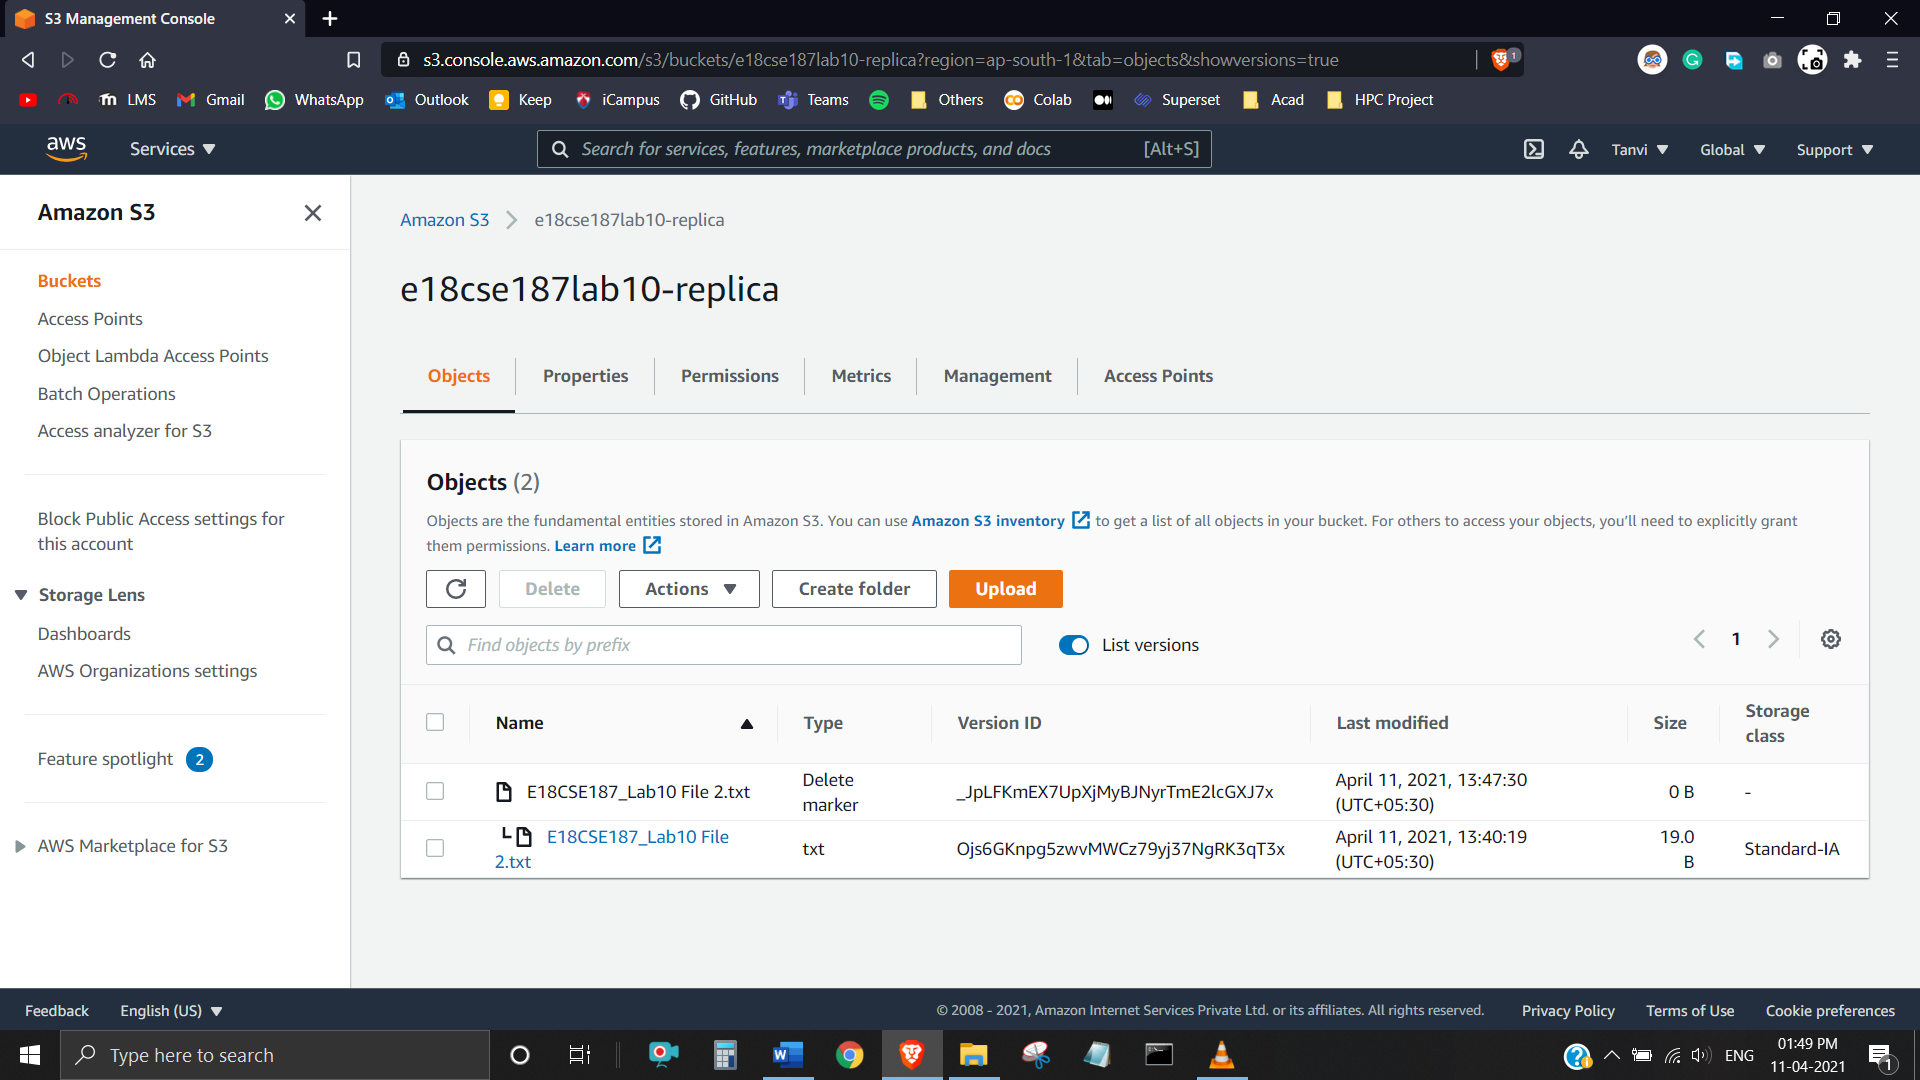 S3 Management Console
s3.console.aws.amazon.com/s3/buckets/e18cse187lab10-replica?region=ap-south-1&tab=objects&showversions=true
1
LMS Gmail WhatsApp Outlook Keep iCampus GitHub Teams Others Colab Superset Acad HPC Project
aws Services Search for services, features, marketplace products, and docs [Alt+S] Tanvi Global Support
Amazon S3
Buckets
Access Points
Object Lambda Access Points
Batch Operations
Access analyzer for S3
Block Public Access settings for
this account
Storage Lens
Dashboards
AWS Organizations settings
Feature spotlight 2
AWS Marketplace for S3
Amazon S3 e18cse187lab10-replica
e18cse187lab10-replica
Objects Properties Permissions Metrics Management Access Points
Objects (2)
Objects are the fundamental entities stored in Amazon S3. You can use Amazon S3 inventory to get a list of all objects in your bucket. For others to access your objects, you'll need to explicitly grant
them permissions. Learn more
Delete Actions Create folder Upload
Find objects by prefix List versions 1
Name Type Version ID Last modified Size Storage
class
E18CSE187_Lab10 File 2.txt Delete
marker _JpLFKmEX7UpXjMyBJNyrTmE2lcGXJ7x April 11, 2021, 13:47:30
(UTC+05:30) 0 B -
E18CSE187_Lab10 File
2.txt txt Ojs6GKnpg5zwvMWCz79yj37NgRK3qT3x April 11, 2021, 13:40:19
(UTC+05:30) 19.0
B Standard-IA
Feedback English (US) © 2008 - 2021, Amazon Internet Services Private Ltd. or its affiliates. All rights reserved. Privacy Policy Terms of Use Cookie preferences
Type here to search ENG 01:49 PM
11-04-2021 1